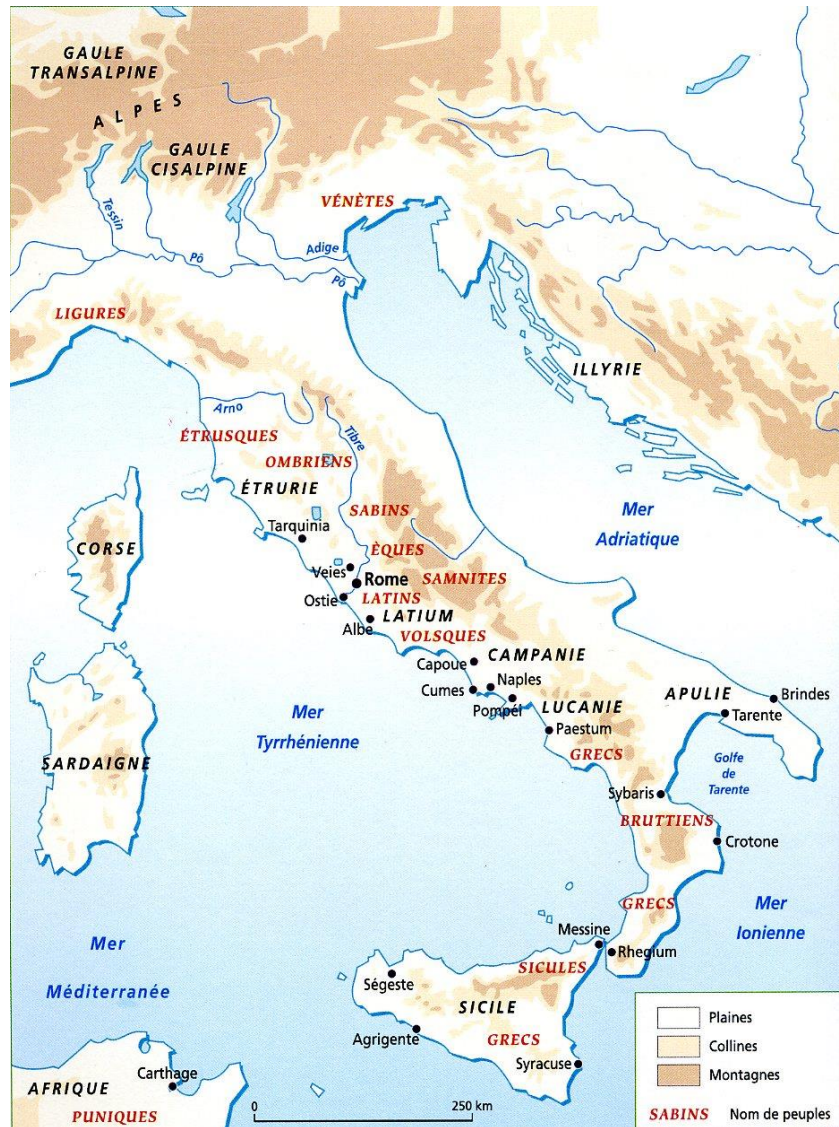 GAULE
TRANSALPINE
ALPES
GAULE
CISALPINE
VÉNÈTES
Tessin
Adige
Pô
Pô
LIGURES
ILLYRIE
Arno
Tibre
ÉTRUSQUES
OMBRIENS
ÉTRURIE
SABINS
Mer
Adriatique
Tarquinia
CORSE
ÈQUES
Veies
Rome
SAMNITES
Ostie
LATINS
LATIUM
Albe
VOLSQUES
CAMPANIE
Capoue
Naples
Cumes
Pompéi
LUCANIE
APULIE
Brindes
Tarente
Mer
Tyrrhénienne
Paestum
GRECS
Golfe
de
Tarente
SARDAIGNE
Sybaris
BRUTTIENS
Crotone
GRECS
Mer
Ionienne
Messine
Rhegium
Mer
Méditerranée
SICULES
Ségeste
SICILE
Agrigente
GRECS
Syracuse
AFRIQUE
Carthage
PUNIQUES
0 250 km
Plaines
Collines
Montagnes
SABINS Nom de peuples